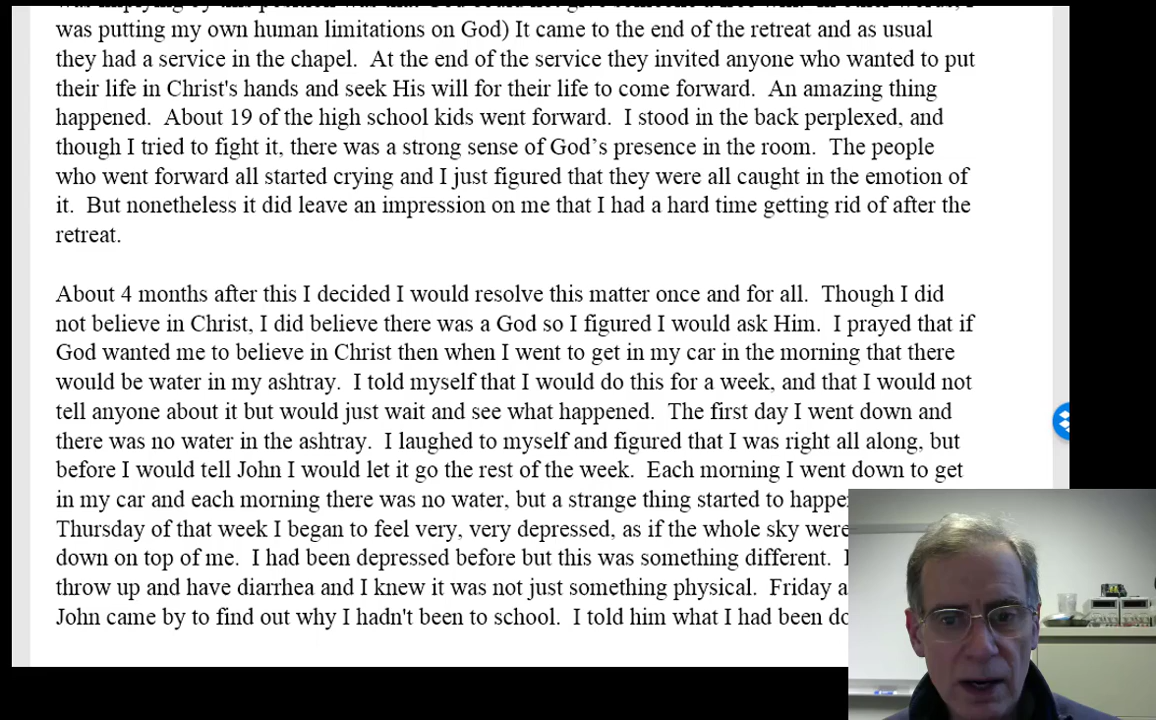 was putting my own human limitations on God) It came to the end of the retreat and as usual
they had a service in the chapel.  At the end of the service they invited anyone who wanted to put
their life in Christ's hands and seek His will for their life to come forward.  An amazing thing
happened.  About 19 of the high school kids went forward.  I stood in the back perplexed, and
though I tried to fight it, there was a strong sense of God’s presence in the room.  The people
who went forward all started crying and I just figured that they were all caught in the emotion of
it.  But nonetheless it did leave an impression on me that I had a hard time getting rid of after the
retreat.
About 4 months after this I decided I would resolve this matter once and for all.  Though I did
not believe in Christ, I did believe there was a God so I figured I would ask Him.  I prayed that if
God wanted me to believe in Christ then when I went to get in my car in the morning that there
would be water in my ashtray.  I told myself that I would do this for a week, and that I would not
tell anyone about it but would just wait and see what happened.  The first day I went down and
there was no water in the ashtray.  I laughed to myself and figured that I was right all along, but
before I would tell John I would let it go the rest of the week.  Each morning I went down to get
in my car and each morning there was no water, but a strange thing started to
Thursday of that week I began to feel very, very depressed, as if the whole sky were
down on top of me.  I had been depressed before but this was something different.
throw up and have diarrhea and I knew it was not just something physical.  Friday
John came by to find out why I hadn't been to school.  I told him what I had been